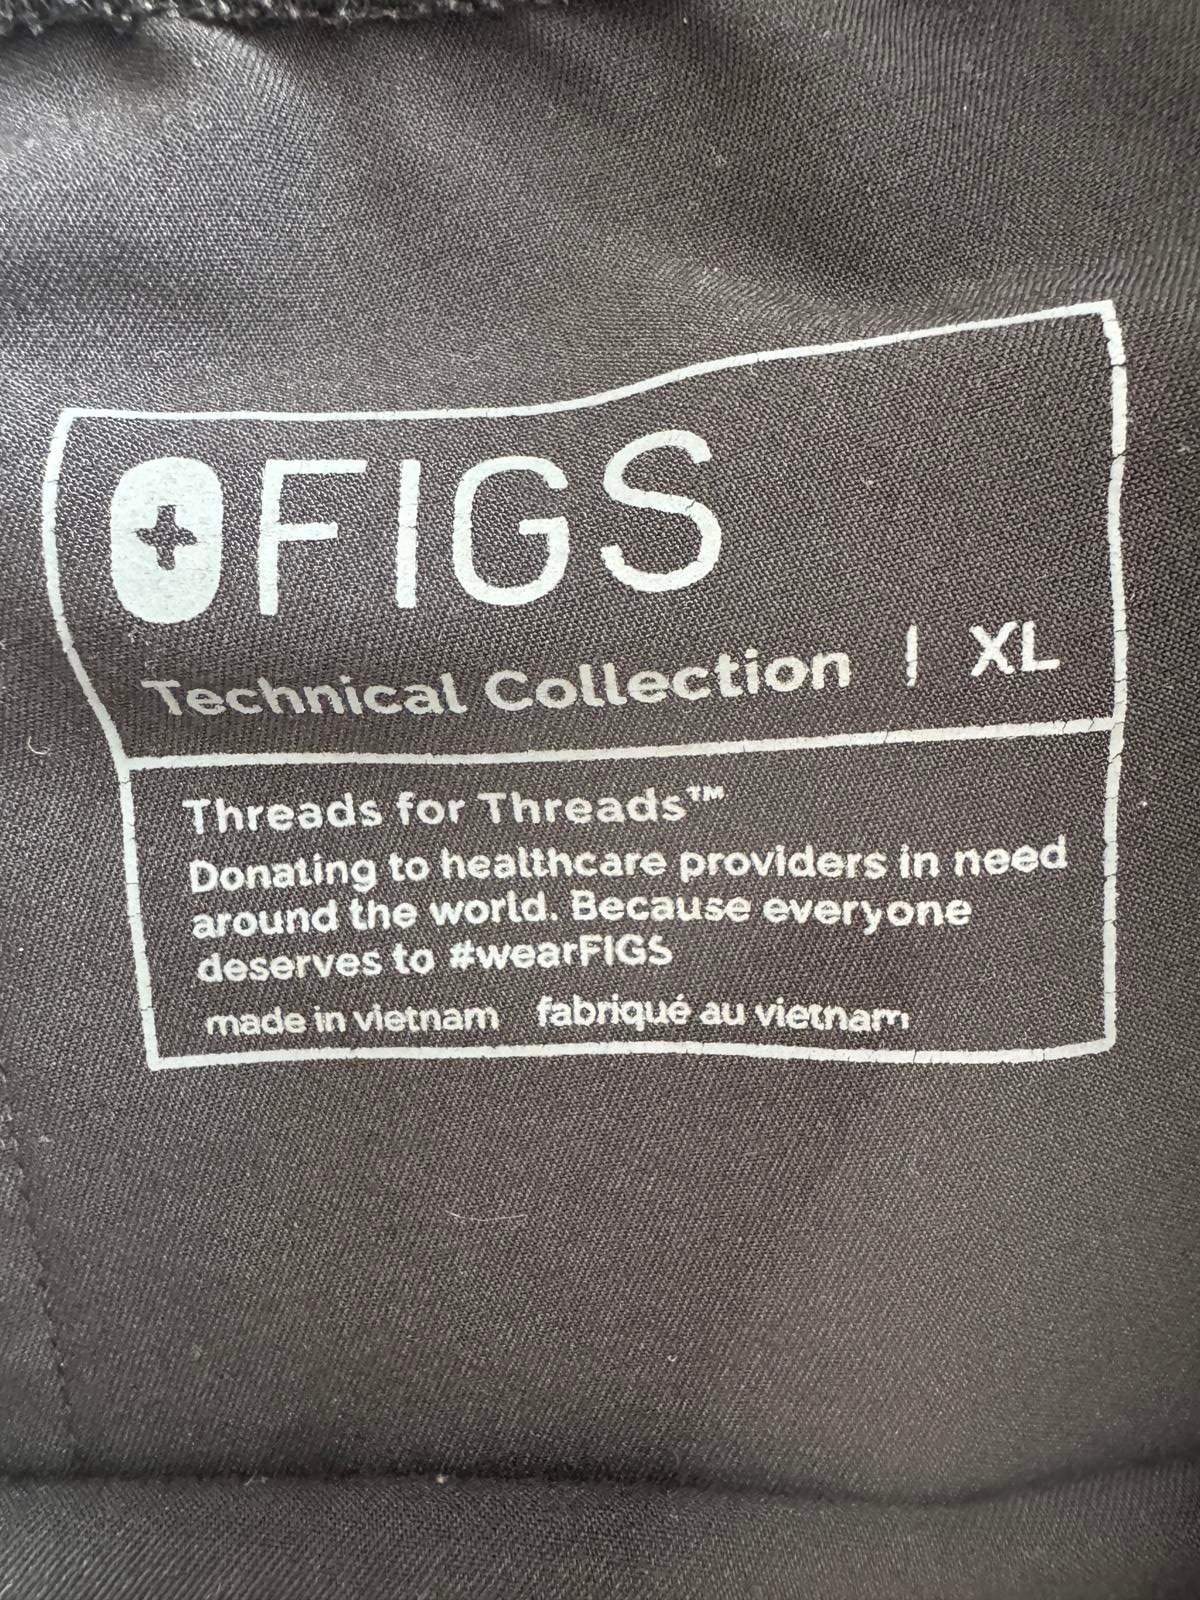 FIGS
Technical Collection | XL
Threads for Threads™
Donating to healthcare providers in need
around the world. Because everyone
deserves to #wearFIGS
made in vietnam fabriqué au vietnam